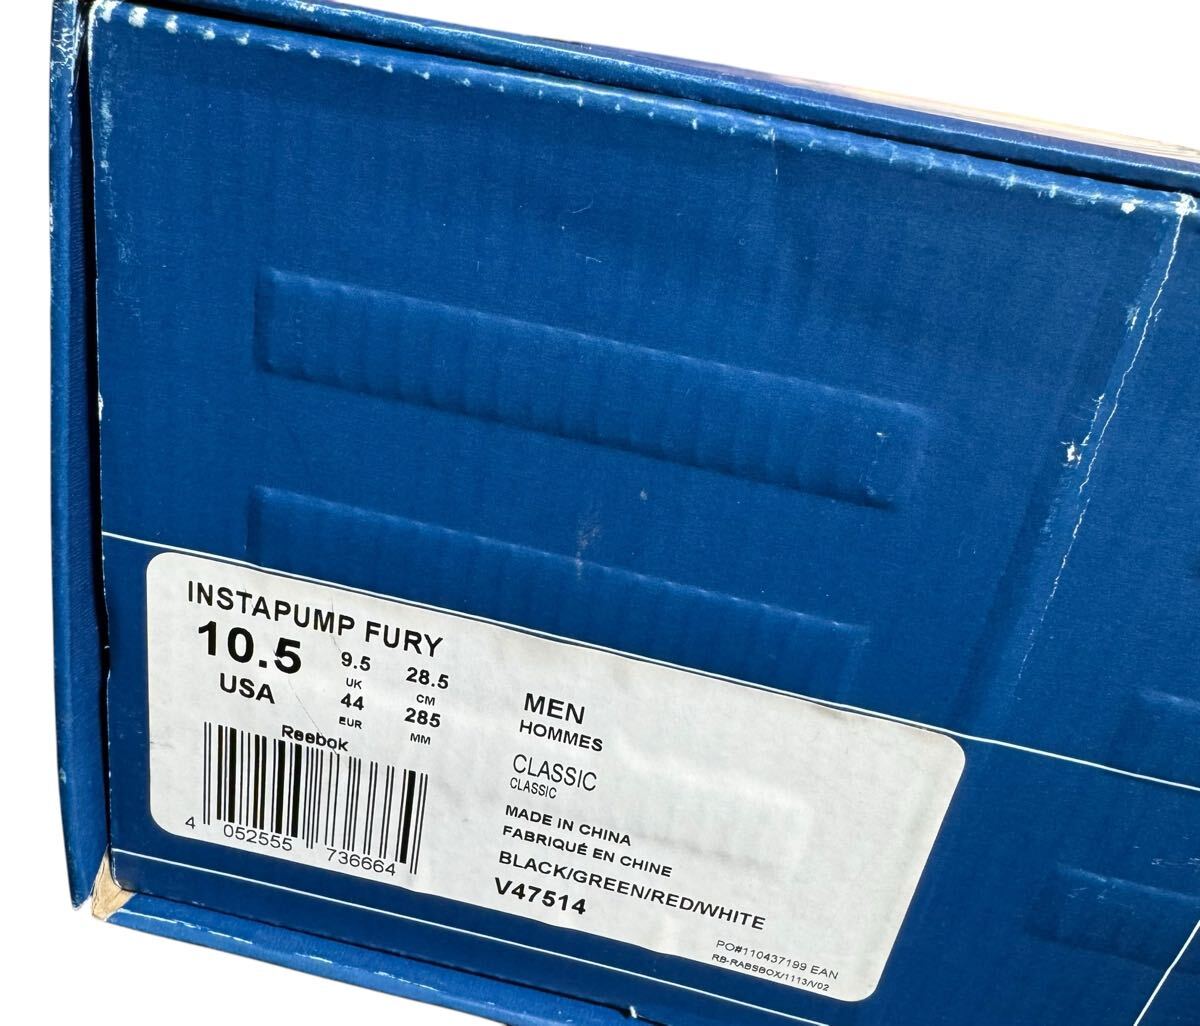 INSTAPUMP FURY
10.5 9.5 28.5
USA UK CM
44 285
EUR MM
Reebok
4 052555 736664
MEN
HOMMES
CLASSIC
CLASSIC
MADE IN CHINA
FABRIQUÉ EN CHINE
BLACK/GREEN/RED/WHITE
V47514
PO#110437199 EAN
RB-RABSBOX/1113/V02